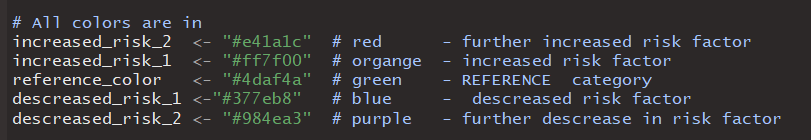 # All colors are in
increased_risk_2  <- "#e41a1c"  # red      - further increased risk factor
increased_risk_1  <- "#ff7f00"  # organge  - increased risk factor
reference_color   <- "#4daf4a"  # green    - REFERENCE  category
descreased_risk_1 <-"#377eb8"  # blue     -  descreased risk factor
descreased_risk_2 <- "#984ea3"  # purple   - further descrease in risk factor